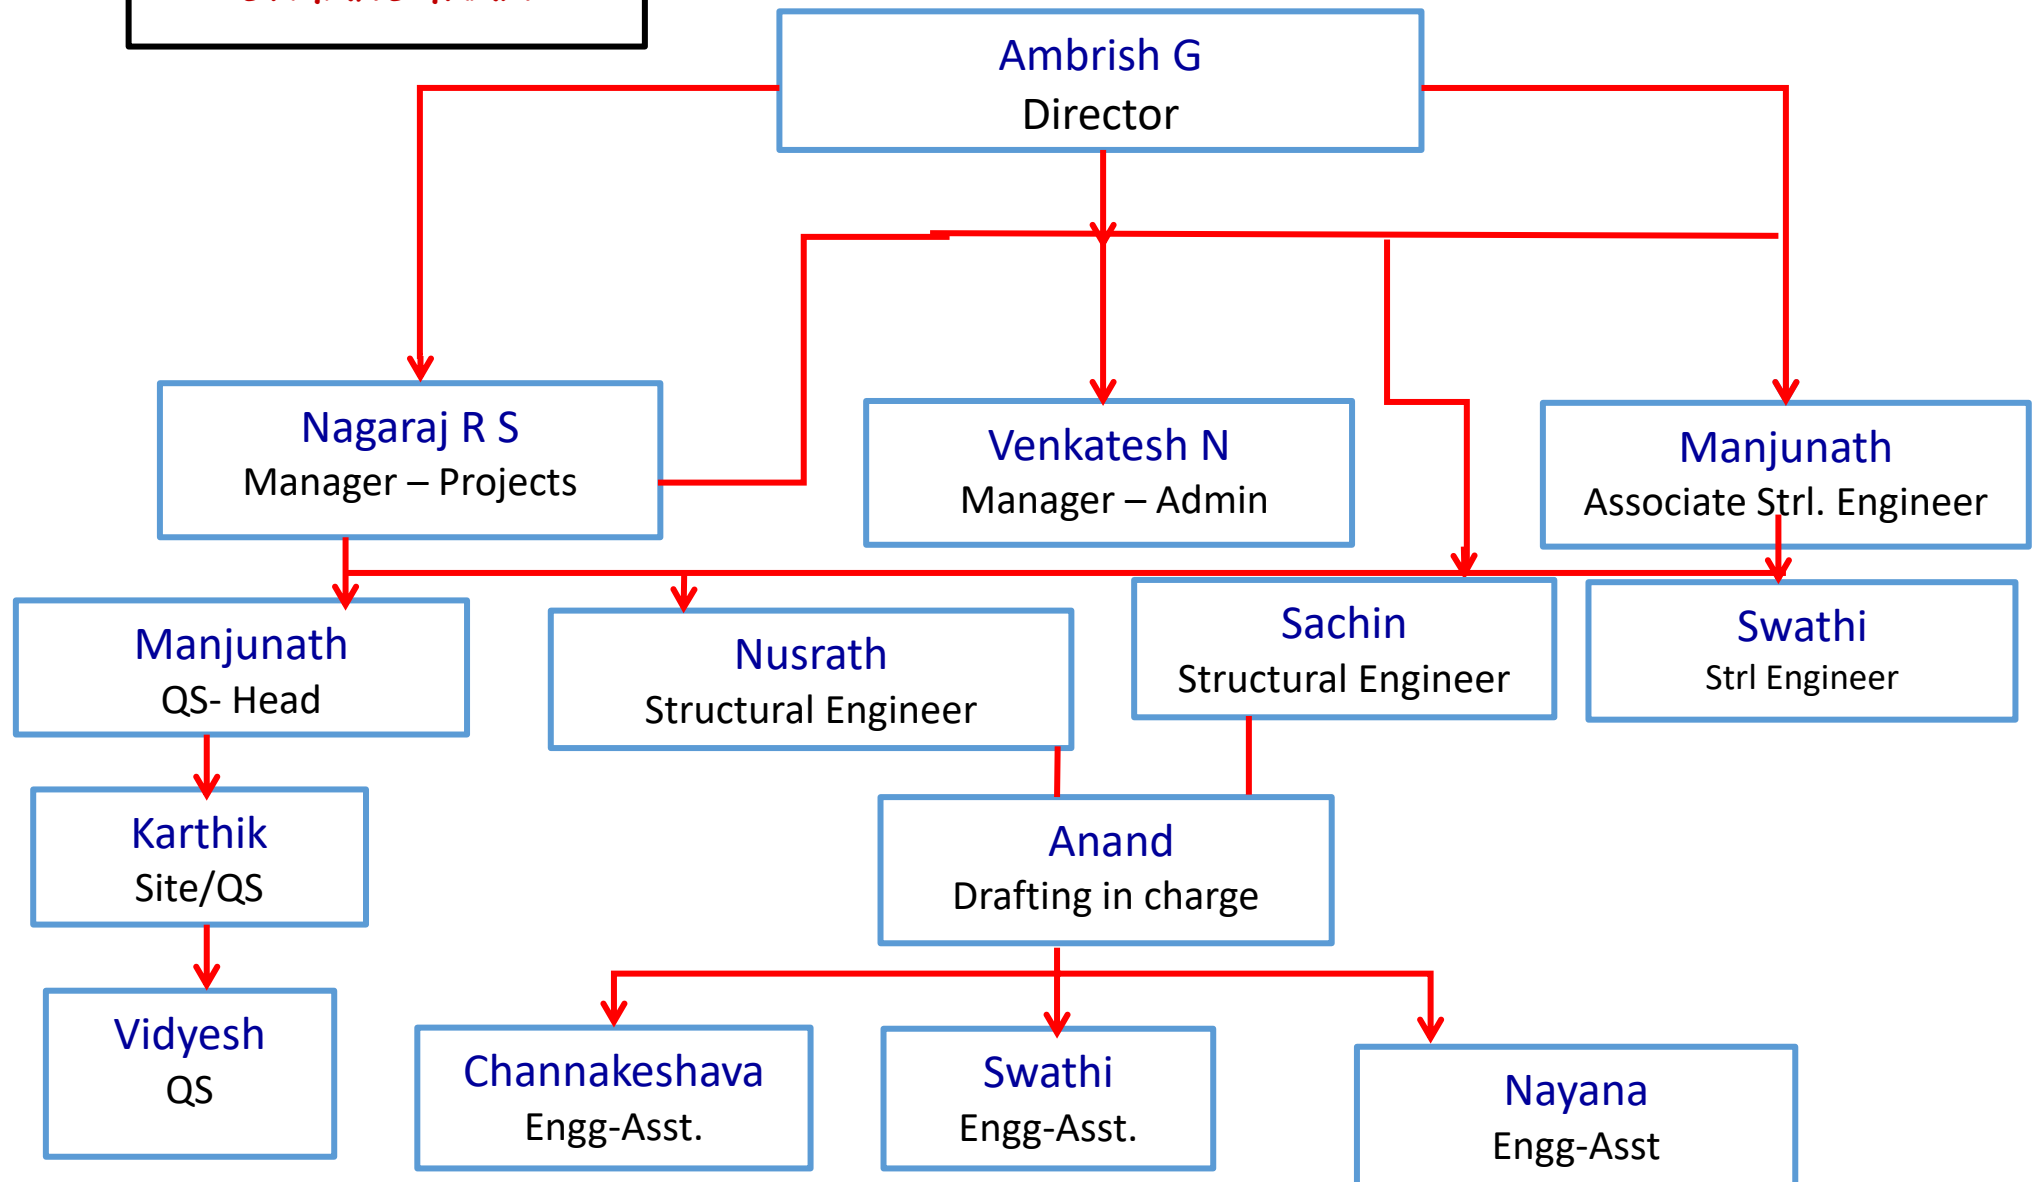 Ambrish G
Director
Nagaraj R S
Manager – Projects
Venkatesh N
Manager – Admin
Manjunath
Associate Strl. Engineer
Manjunath
QS- Head
Nusrath
Structural Engineer
Sachin
Structural Engineer
Swathi
Strl Engineer
Karthik
Site/QS
Anand
Drafting in charge
Vidyesh
QS
Channakeshava
Engg-Asst.
Swathi
Engg-Asst.
Nayana
Engg-Asst